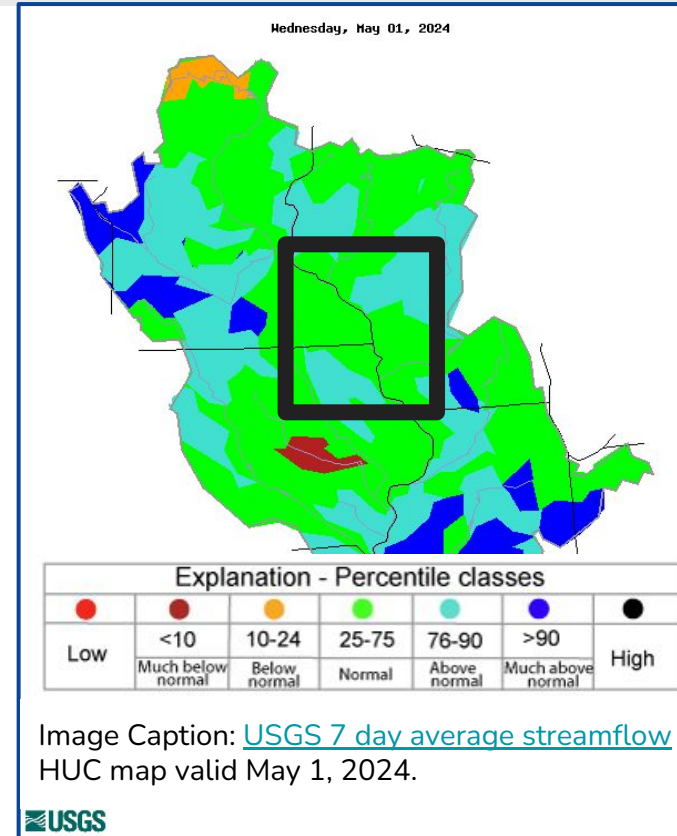 Wednesday, May 01, 2024
Explanation - Percentile classes
Low
<10
10-24
25-75
76-90
>90
High
Much below normal
Below normal
Normal
Above normal
Much above normal
Image Caption: USGS 7 day average streamflow
HUC map valid May 1, 2024.
USGS